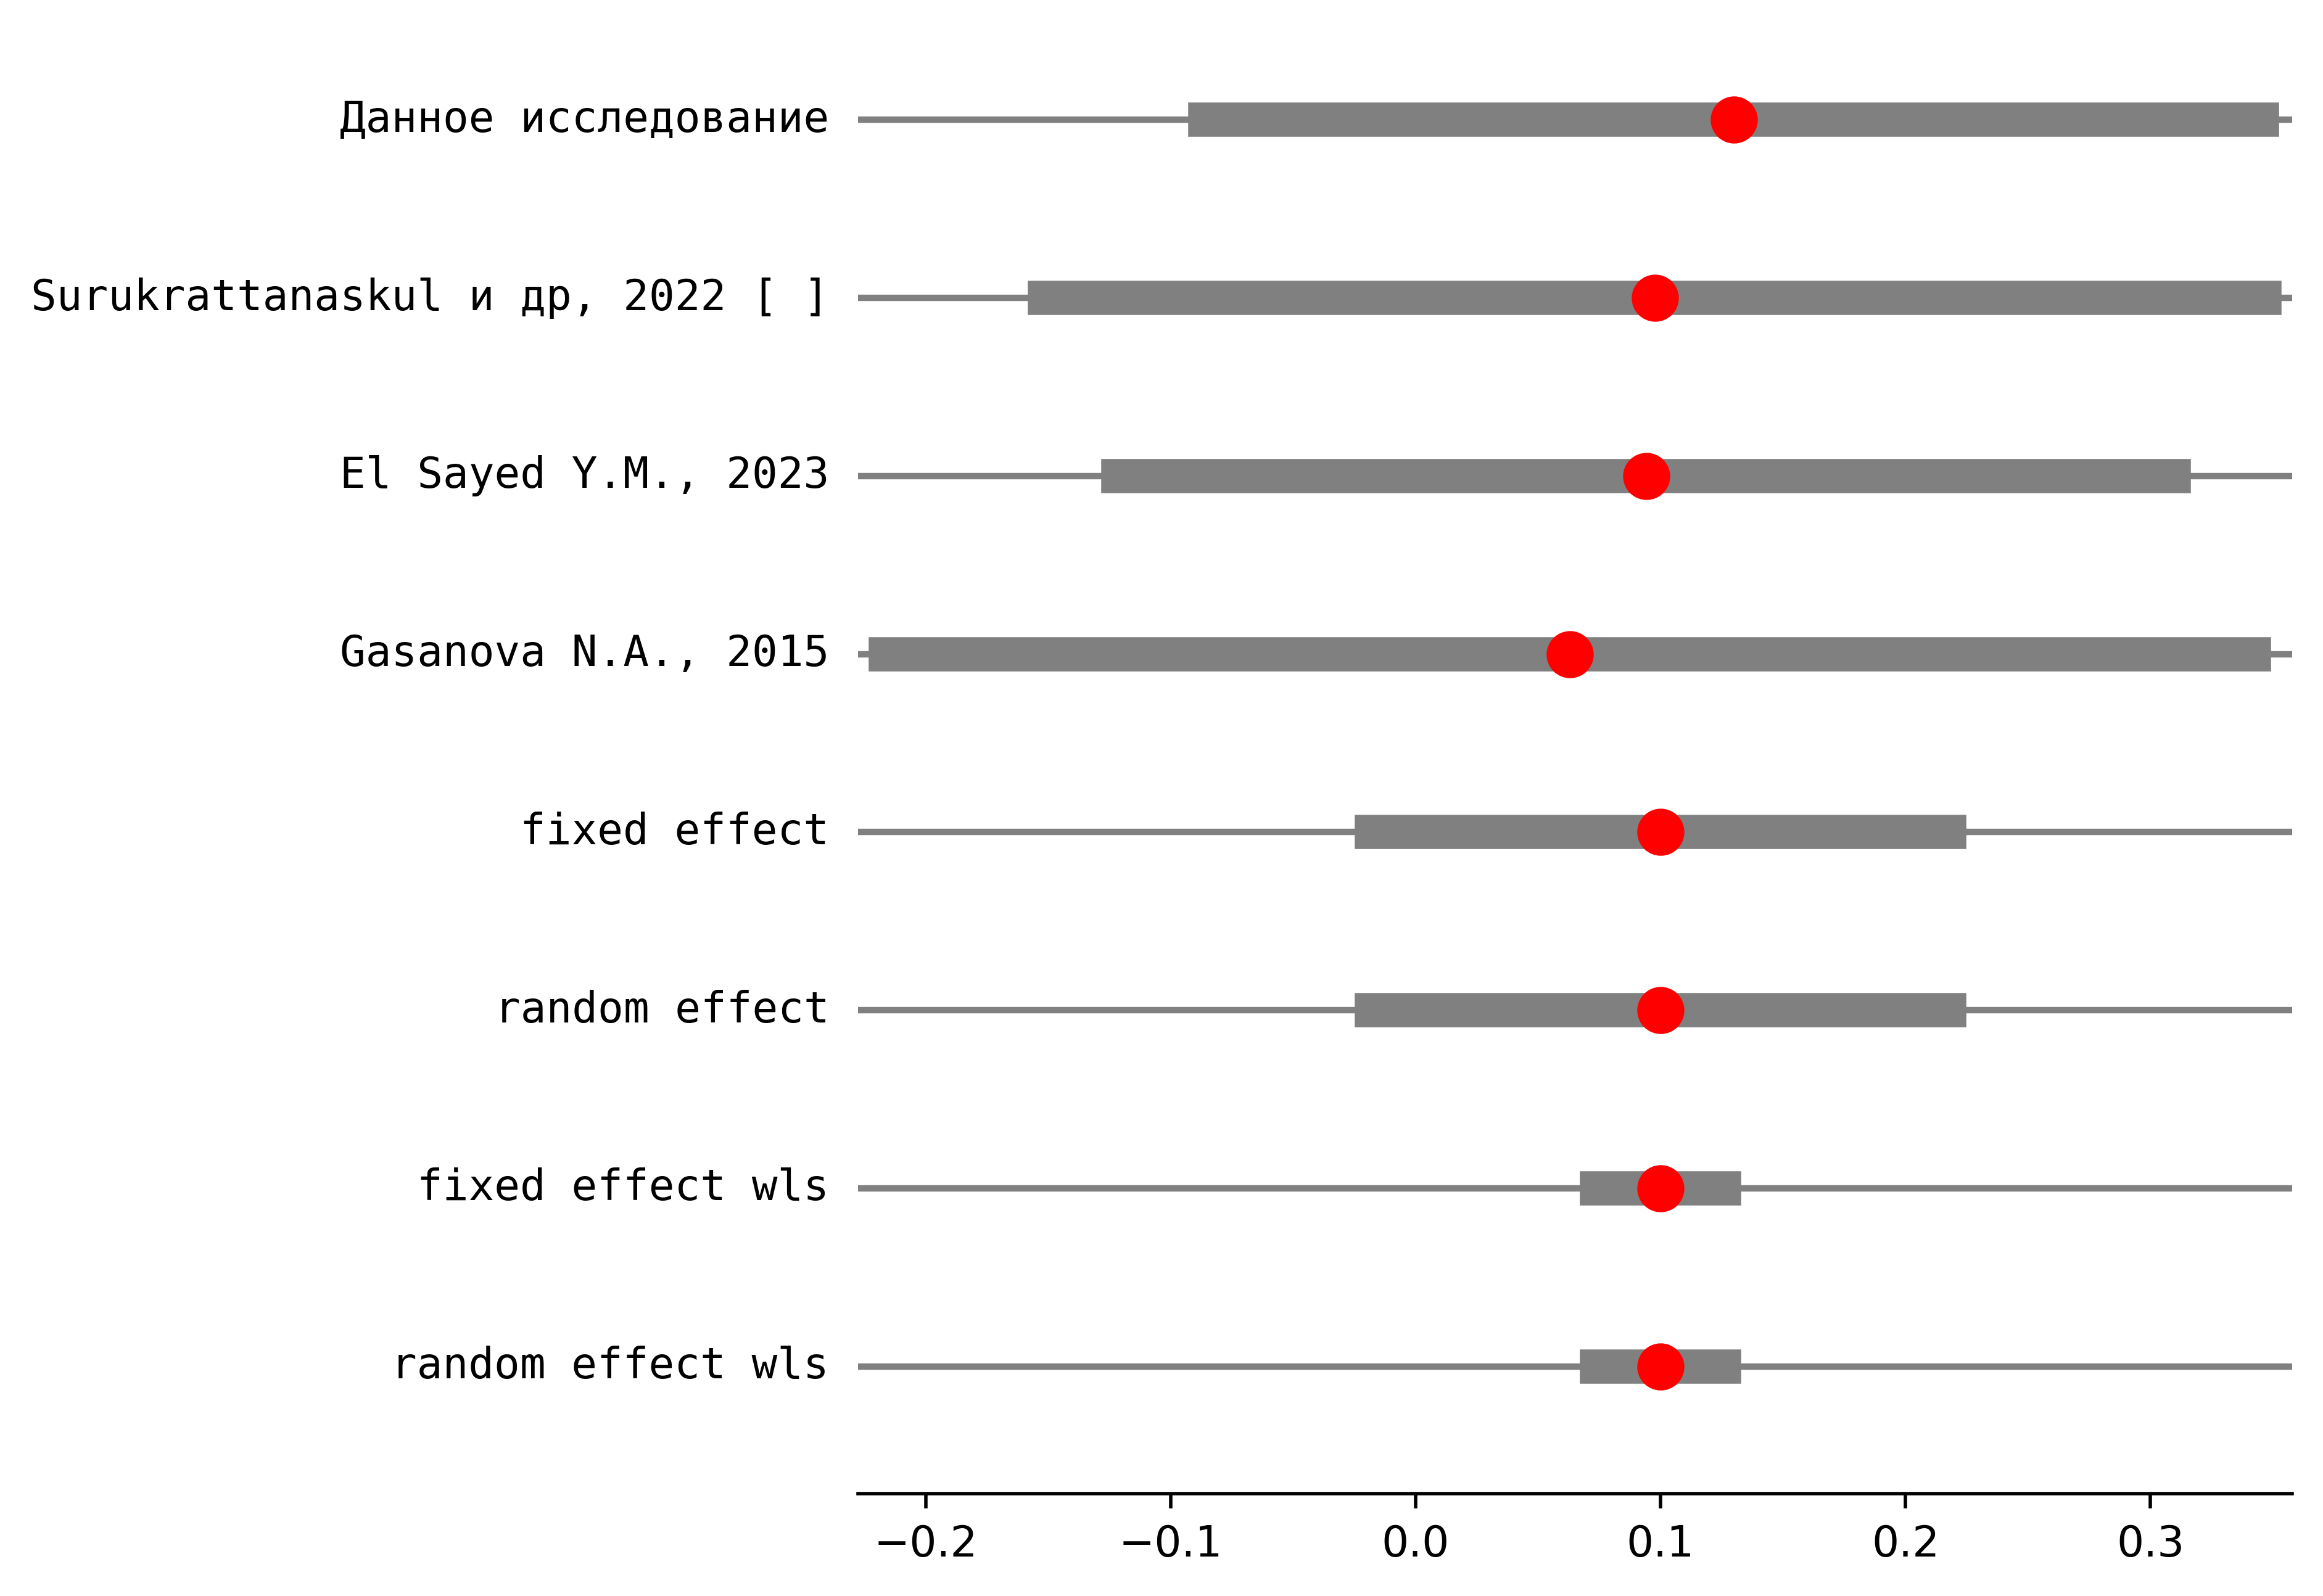 Данное исследование
Surukrattanaskul и др, 2022 [ ]
El Sayed Y.M., 2023
Gasanova N.A., 2015
fixed effect
random effect
fixed effect wls
random effect wls
−0.2 −0.1 0.0 0.1 0.2 0.3